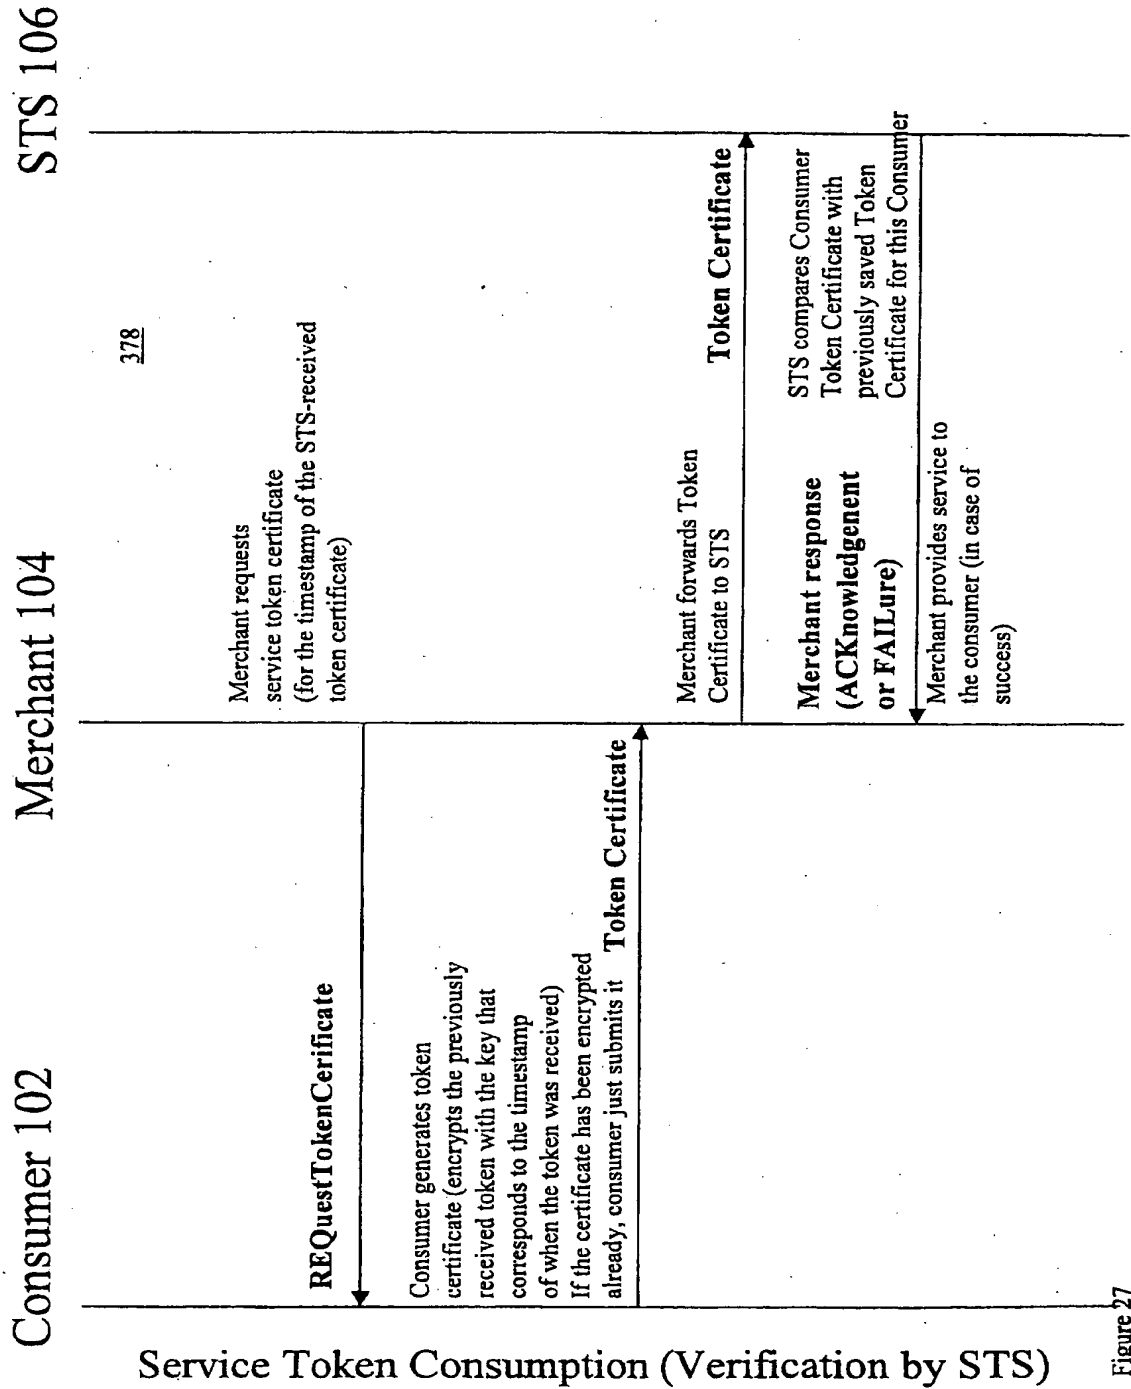 Service Token Consumption (Verification by STS)
Consumer 102
Merchant 104
STS 106
378
Merchant requests
service token certificate
(for the timestamp of the STS-received
token certificate)
REQuestTokenCerificate
Consumer generates token
certificate (encrypts the previously
received token with the key that
corresponds to the timestamp
of when the token was received)
If the certificate has been encrypted
already, consumer just submits it
Token Certificate
Merchant forwards Token
Certificate to STS
Token Certificate
STS compares Consumer
Token Certificate with
previously saved Token
Certificate for this Consumer
Merchant response
(ACKnowledgenent
or FAILure)
Merchant provides service to
the consumer (in case of
success)
Figure 27